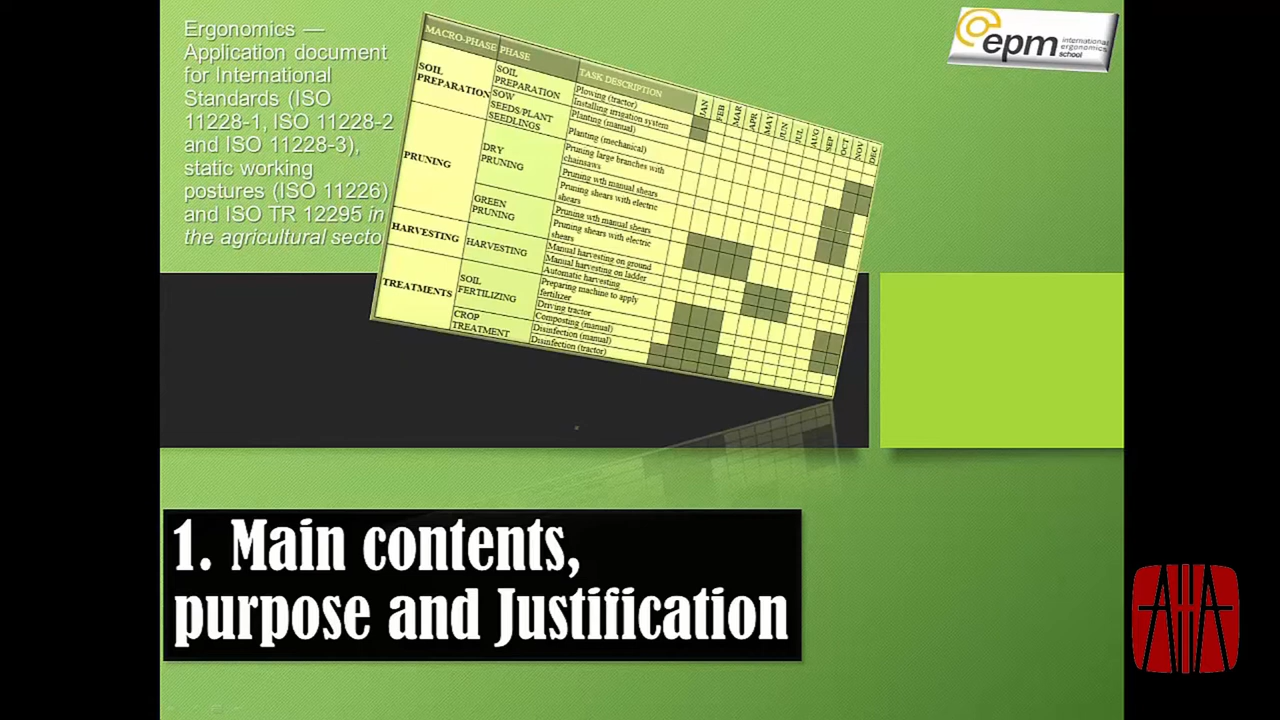 Ergonomics —
Application document
for International
Standards (ISO
11228-1, ISO 11228-2
and ISO 11228-3),
static working
postures (ISO 11226)
and ISO TR 12295 in
the agricultural secto
MACRO-PHASE PHASE TASK DESCRIPTION JAN FEB MAR APR MAY JUN JUL AUG SEP OCT NOV DEC
SOIL PREPARATION SOIL PREPARATION Plowing (tractor)
Installing irrigation system
SOW SEEDS/PLANT SEEDLINGS Planting (manual)
Planting (mechanical)
PRUNING DRY PRUNING Pruning large branches with chainsaws
Pruning wth manual shears
Pruning shears with electric shears
GREEN PRUNING Pruning wth manual shears
Pruning shears with electric shears
HARVESTING HARVESTING Manual harvesting on ground
Manual harvesting on ladder
Automatic harvesting
TREATMENTS SOIL FERTILIZING Preparing machine to apply fertilizer
Driving tractor
Composting (manual)
CROP TREATMENT Disinfection (manual)
Disinfection (tractor)
epm international ergonomics school
1. Main contents,
purpose and Justification
AHA